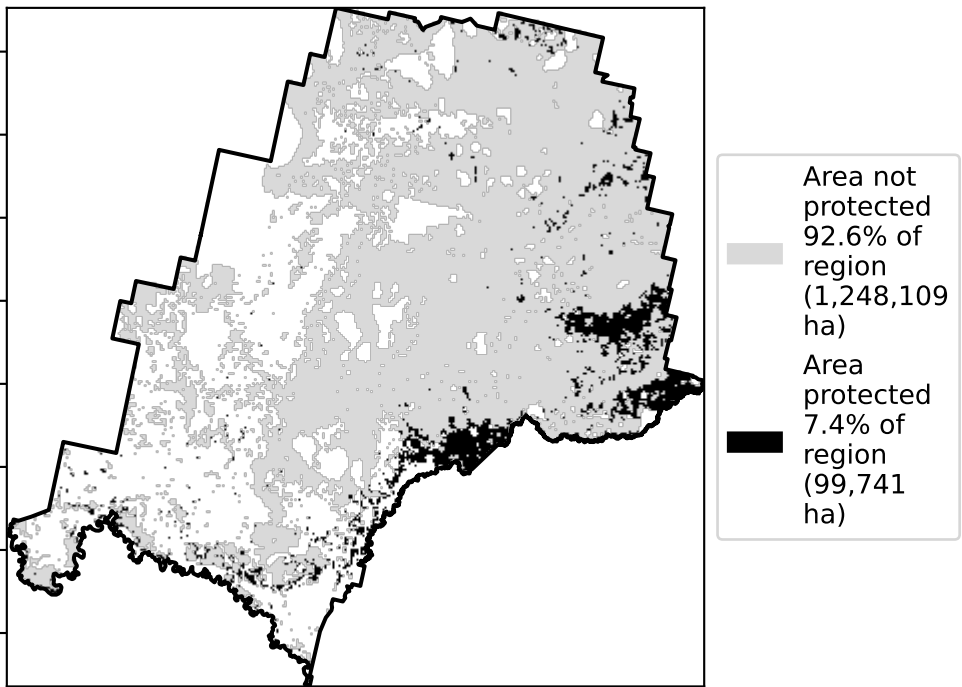 Area not
protected
92.6% of
region
(1,248,109
ha)
Area
protected
7.4% of
region
(99,741
ha)